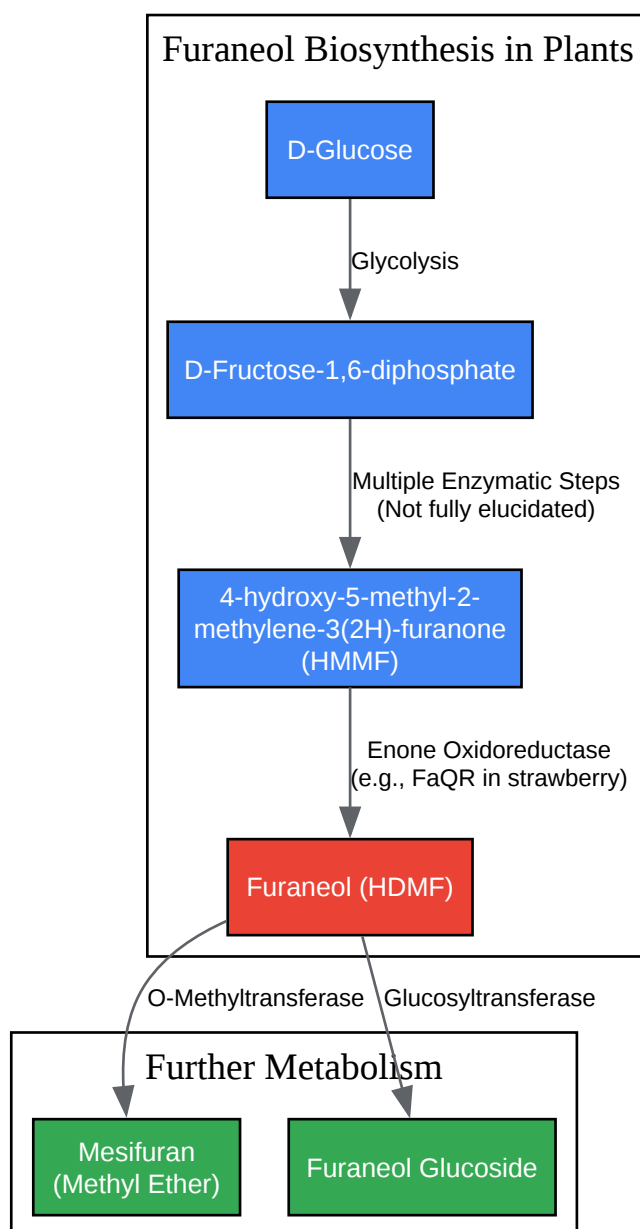 Furaneol Biosynthesis in Plants
D-Glucose
Glycolysis
D-Fructose-1,6-diphosphate
Multiple Enzymatic Steps
(Not fully elucidated)
4-hydroxy-5-methyl-2-
methylene-3(2H)-furanone
(HMMF)
Enone Oxidoreductase
(e.g., FaQR in strawberry)
Furaneol (HDMF)
O-Methyltransferase
Glucosyltransferase
Further Metabolism
Mesifuran
(Methyl Ether)
Furaneol Glucoside